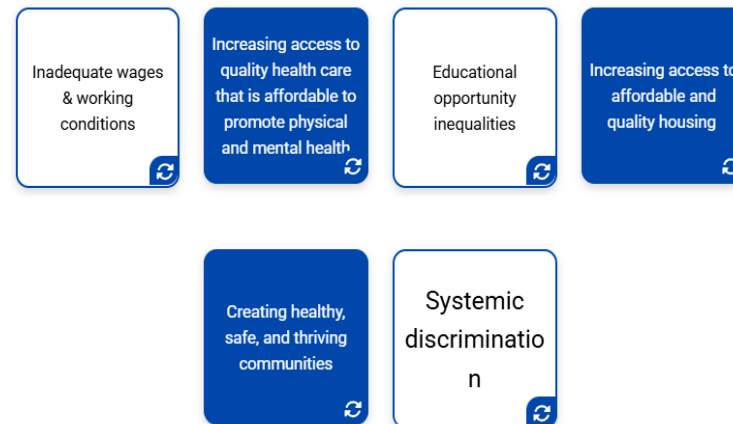 Inadequate wages
& working
conditions
Increasing access to
quality health care
that is affordable to
promote physical
and mental health
Educational
opportunity
inequalities
Increasing access to
affordable and
quality housing
Creating healthy,
safe, and thriving
communities
Systemic
discriminatio
n